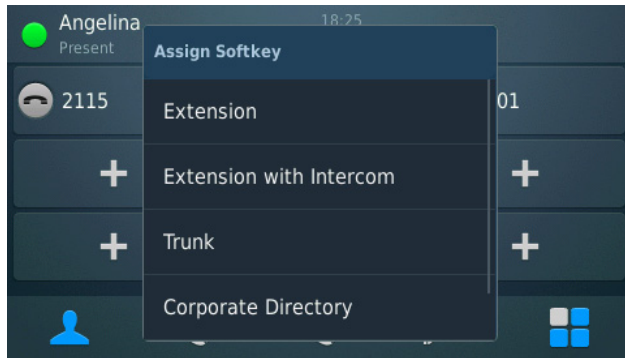 Angelina
18:25
Present
Assign Softkey
2115
01
Extension
Extension with Intercom
Trunk
Corporate Directory